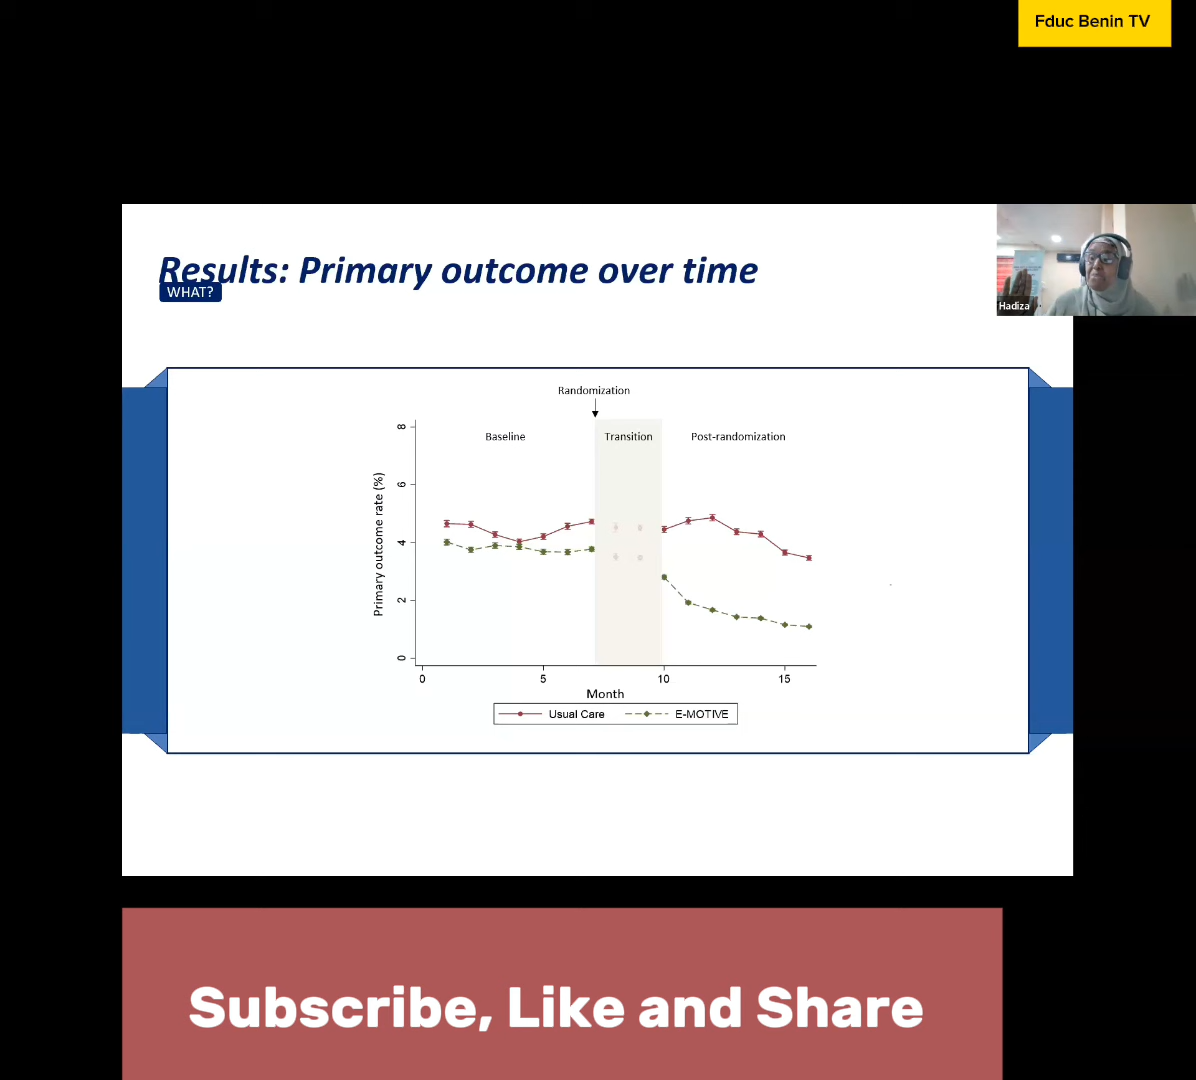 Fduc Benin TV
Results: Primary outcome over time
WHAT?
Hadiza
Randomization
Baseline
Transition
Post-randomization
Primary outcome rate (%)
8
6
4
2
0
0 5 10 15
Month
Usual Care E-MOTIVE
Subscribe, Like and Share